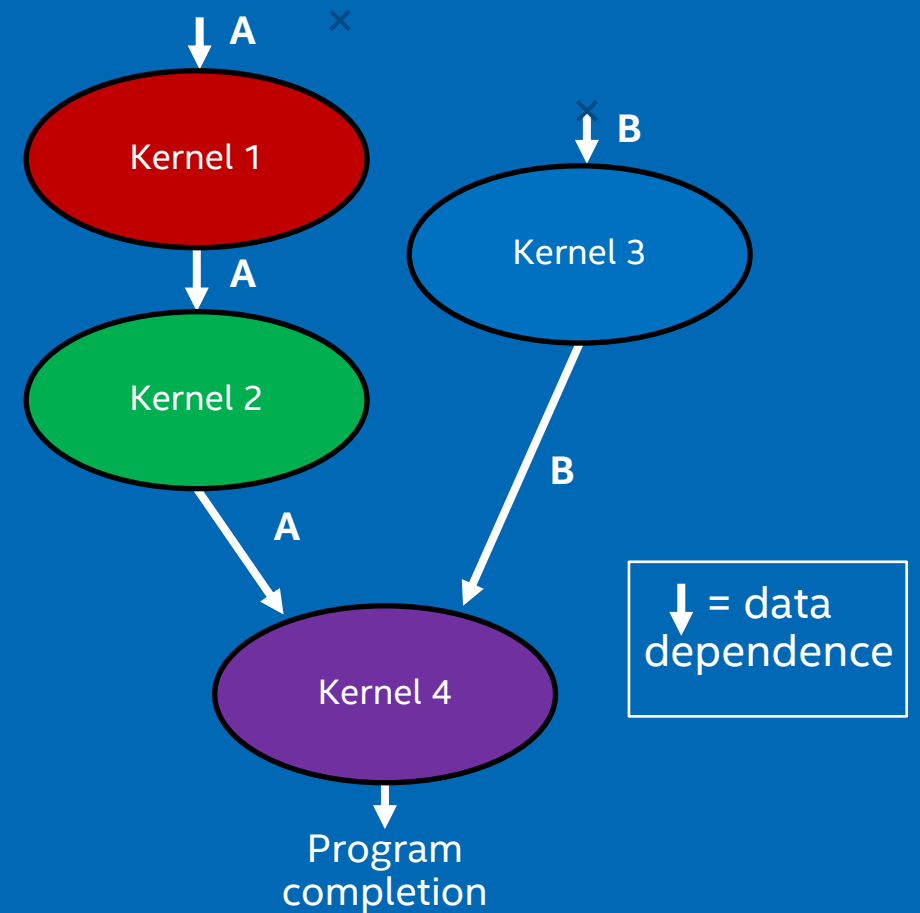 A
Kernel 1
B
Kernel 3
A
Kernel 2
A
B
Kernel 4
= data
dependence
Program
completion